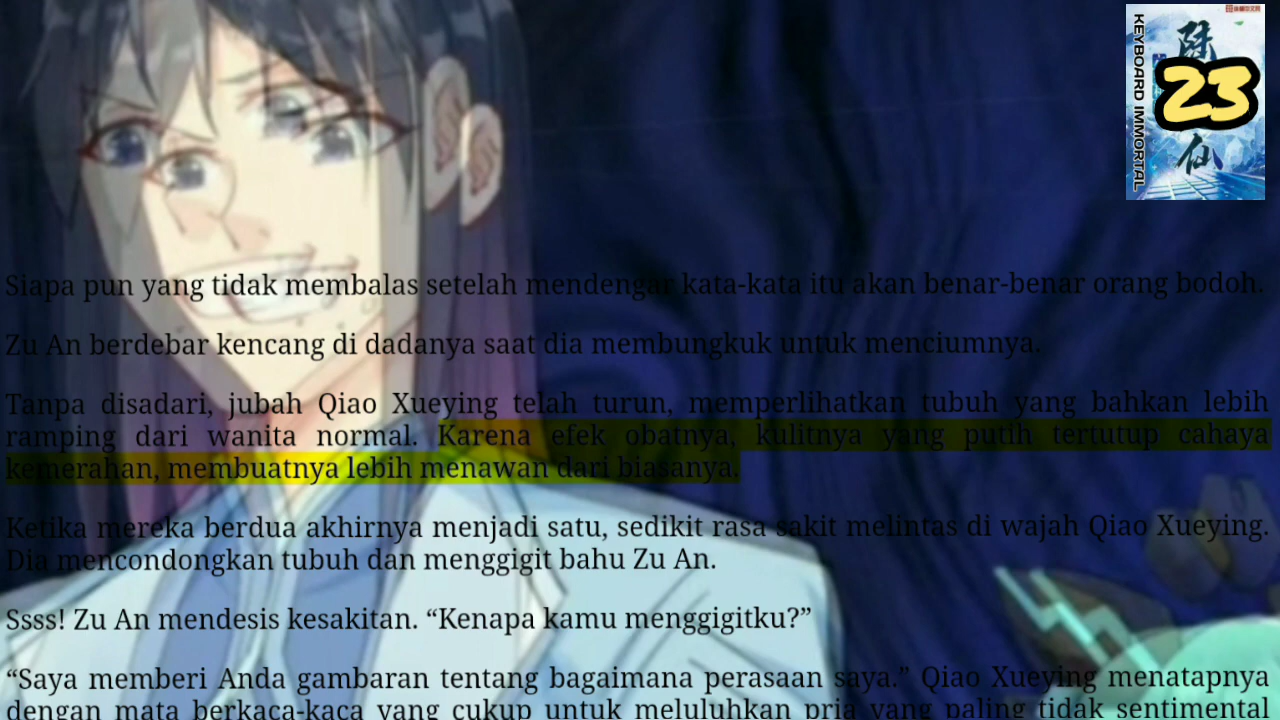 陆
仙
KEYBOARD IMMORTAL
23
Siapa pun yang tidak membalas setelah mendengar kata-kata itu akan benar-benar orang bodoh.
Zu An berdebar kencang di dadanya saat dia membungkuk untuk menciumnya.
Tanpa disadari, jubah Qiao Xueying telah turun, memperlihatkan tubuh yang bahkan lebih
ramping dari wanita normal. Karena efek obatnya, kulitnya yang putih tertutup cahaya
kemerahan, membuatnya lebih menawan dari biasanya.
Ketika mereka berdua akhirnya menjadi satu, sedikit rasa sakit melintas di wajah Qiao Xueying.
Dia mencondongkan tubuh dan menggigit bahu Zu An.
Ssss! Zu An mendesis kesakitan. “Kenapa kamu menggigitku?”
“Saya memberi Anda gambaran tentang bagaimana perasaan saya.” Qiao Xueying menatapnya
dengan mata berkaca-kaca yang cukup untuk meluluhkan pria yang paling tidak sentimental